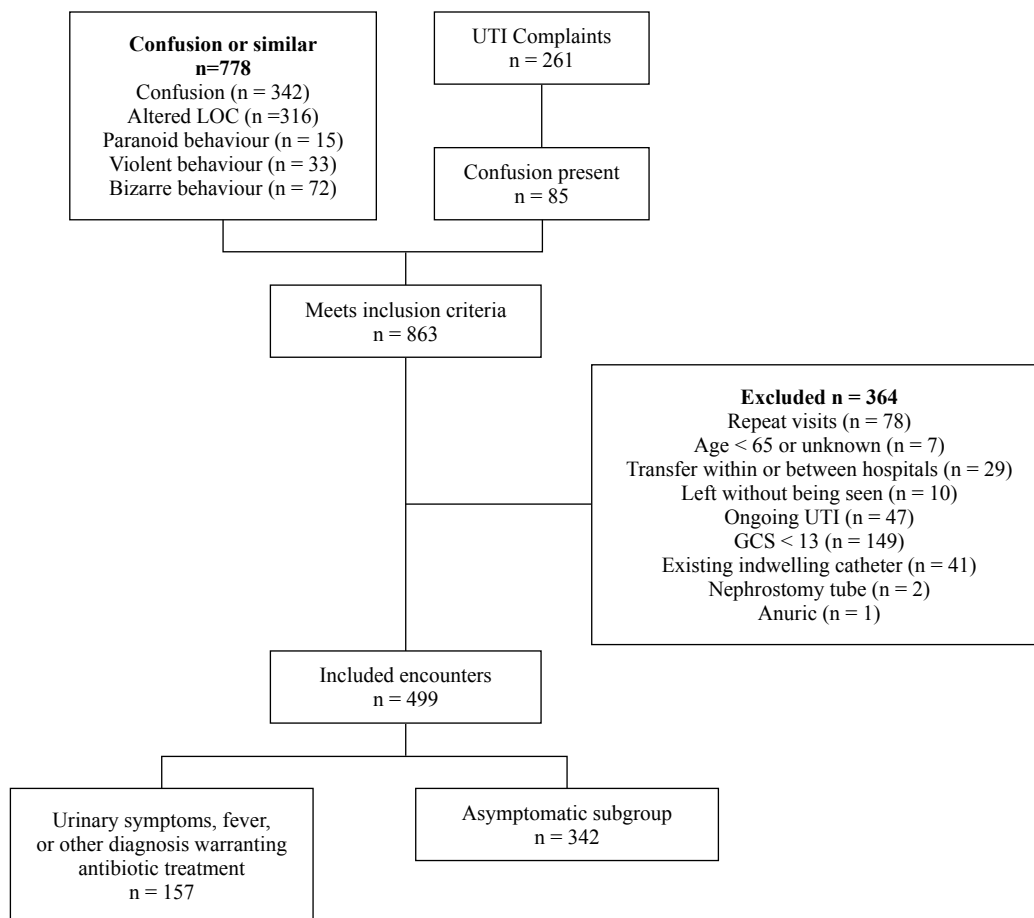 Confusion or similar
n=778
Confusion (n = 342)
Altered LOC (n =316)
Paranoid behaviour (n = 15)
Violent behaviour (n = 33)
Bizarre behaviour (n = 72)
UTI Complaints
n = 261
Confusion present
n = 85
Meets inclusion criteria
n = 863
Excluded n = 364
Repeat visits (n = 78)
Age < 65 or unknown (n = 7)
Transfer within or between hospitals (n = 29)
Left without being seen (n = 10)
Ongoing UTI (n = 47)
GCS < 13 (n = 149)
Existing indwelling catheter (n = 41)
Nephrostomy tube (n = 2)
Anuric (n = 1)
Included encounters
n = 499
Urinary symptoms, fever,
or other diagnosis warranting
antibiotic treatment
n = 157
Asymptomatic subgroup
n = 342